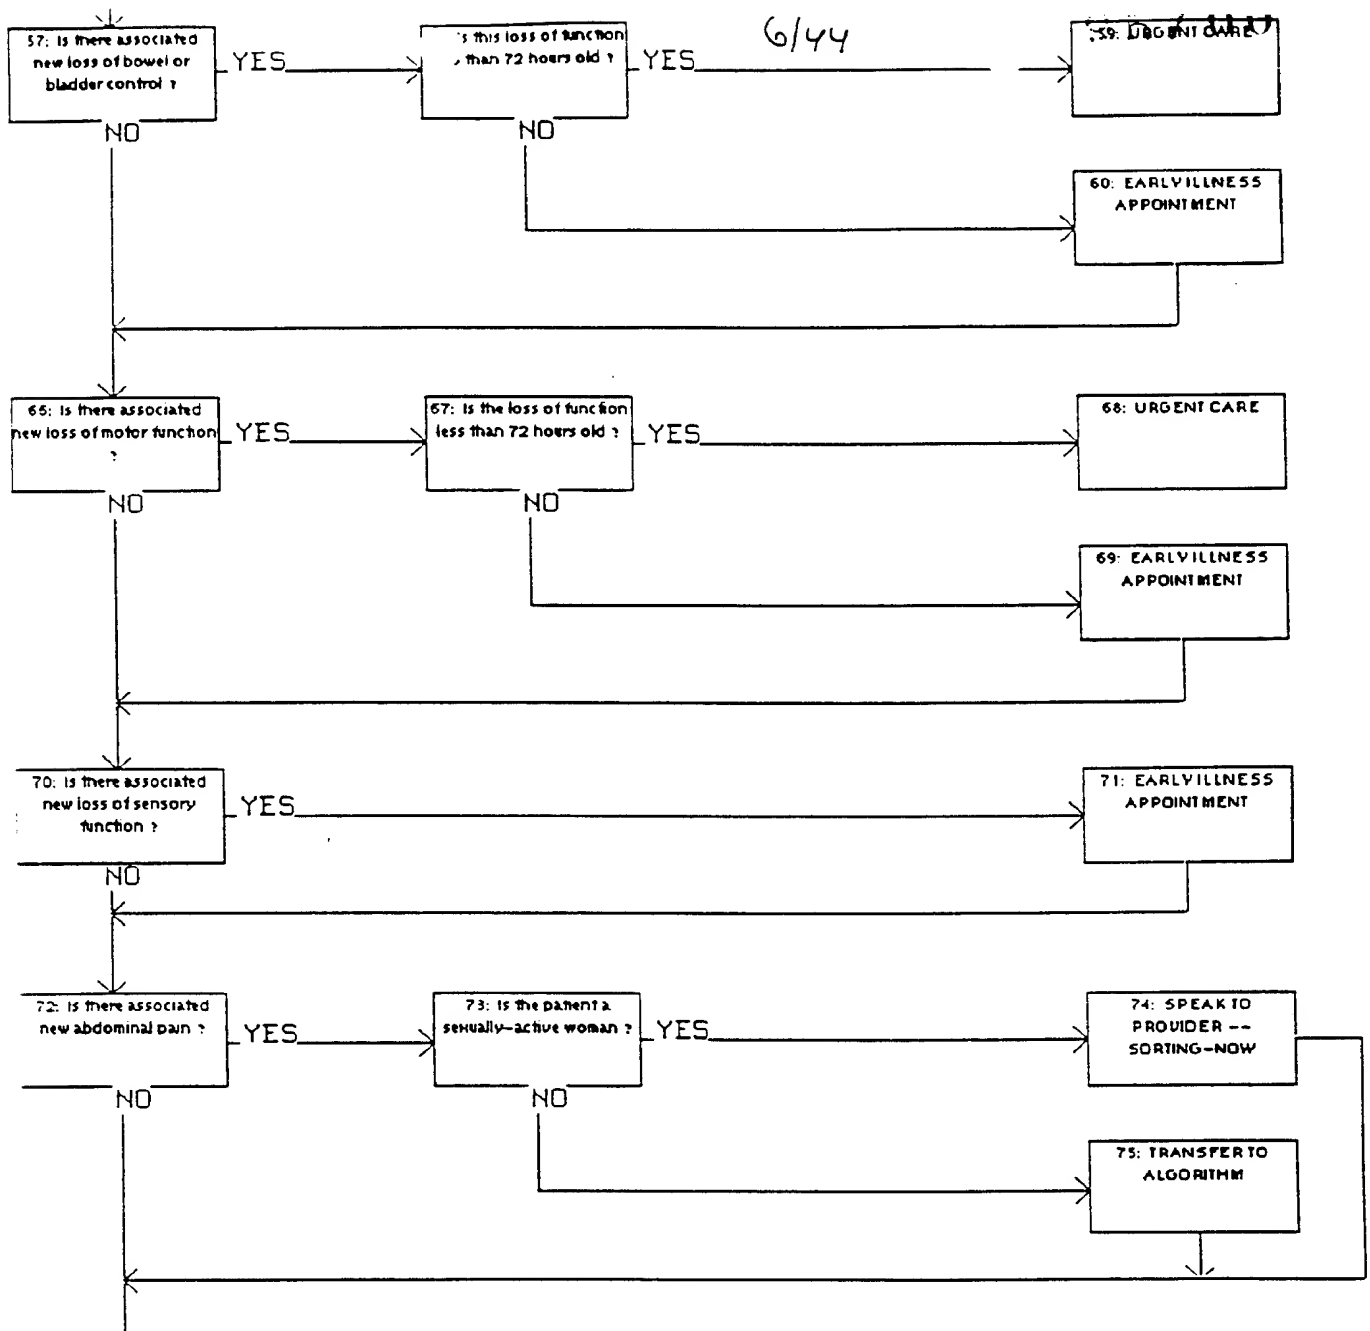 6/44
57: Is there associated
new loss of bowel or
bladder control ?
YES
NO
this loss of function
than 72 hours old ?
YES
NO
59: URGENT CARE
60: EARLY ILLNESS
APPOINTMENT
66: Is there associated
new loss of motor function
?
YES
NO
67: Is the loss of function
less than 72 hours old ?
YES
NO
68: URGENT CARE
69: EARLY ILLNESS
APPOINTMENT
70: Is there associated
new loss of sensory
function ?
YES
NO
71: EARLY ILLNESS
APPOINTMENT
72: Is there associated
new abdominal pain ?
YES
NO
73: Is the patient a
sexually-active woman ?
YES
NO
74: SPEAK TO
PROVIDER --
SORTING-NOW
75: TRANSFER TO
ALGORITHM